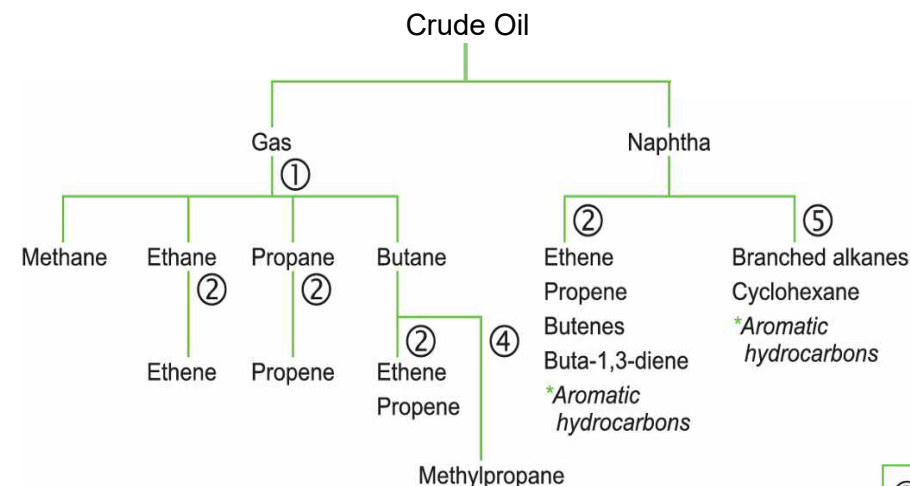 Crude Oil
Gas
Naphtha
①
Methane
Ethane
Propane
Butane
②
Ethene
Propene
Butenes
Buta-1,3-diene
*Aromatic
hydrocarbons
⑤
Branched alkanes
Cyclohexane
*Aromatic
hydrocarbons
②
Ethene
②
Propene
②
Ethene
Propene
④
Methylpropane